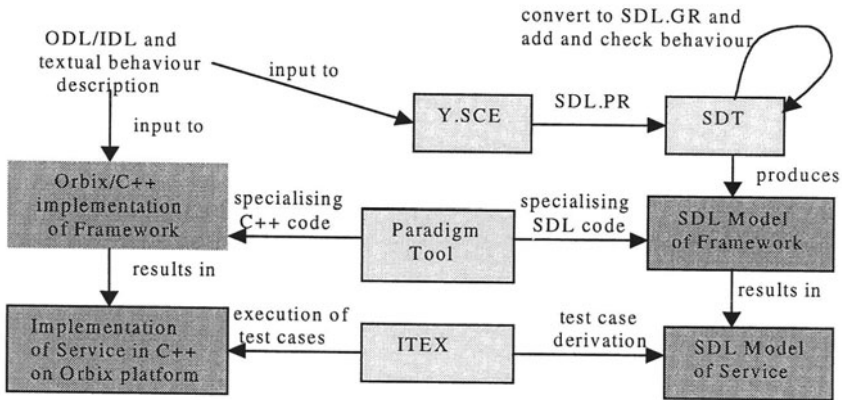 convert to SDL.GR and
add and check behaviour
ODL/IDL and
textual behaviour
description
input to
Y.SCE
SDL.PR
SDT
input to
produces
Orbix/C++
implementation
of Framework
specialising
C++ code
Paradigm
Tool
specialising
SDL code
SDL Model
of Framework
results in
results in
Implementation
of Service in C++
on Orbix platform
execution of
test cases
ITEX
test case
derivation
SDL Model
of Service